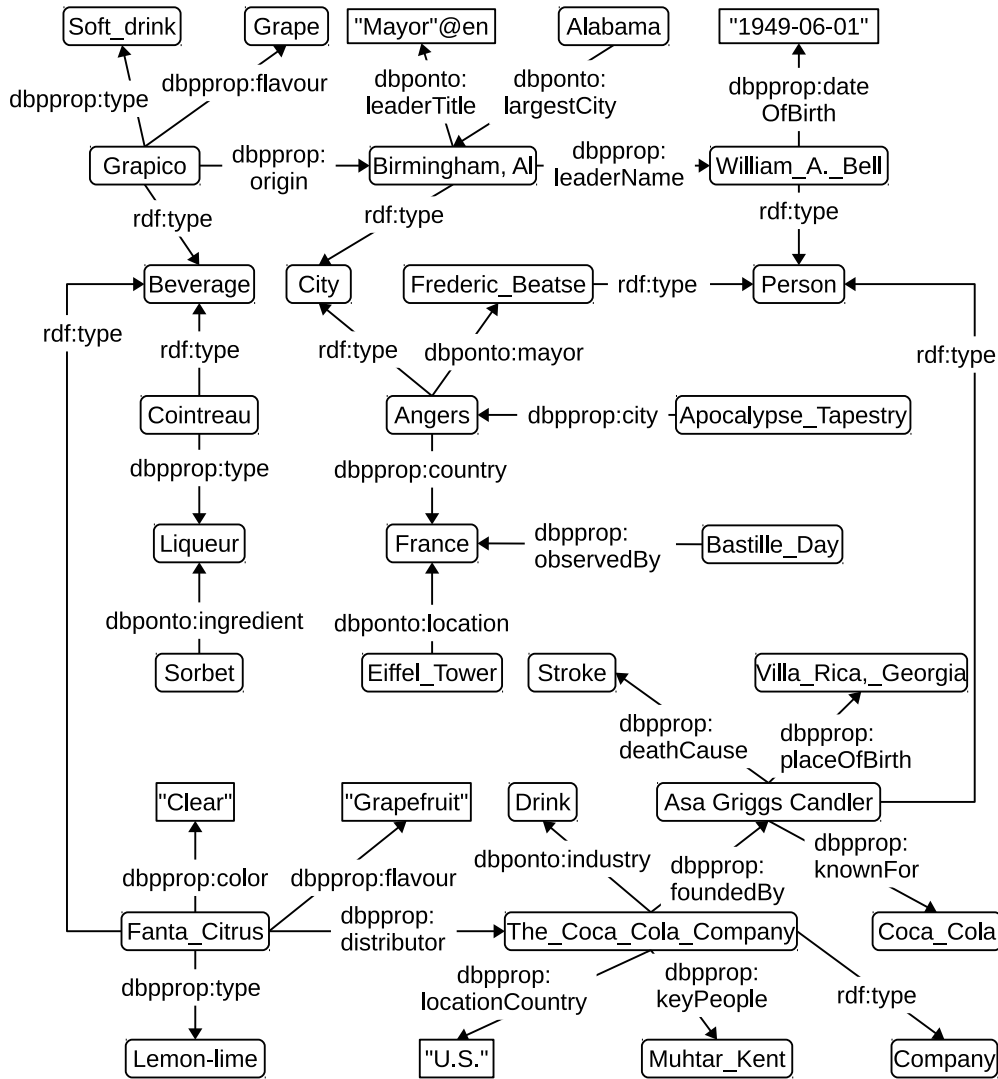 Soft_drink
Grape
"Mayor"@en
Alabama
"1949-06-01"
dbpprop:type
dbpprop:flavour
dbponto:
leaderTitle
dbponto:
largestCity
dbpprop:date
OfBirth
Grapico
dbpprop:
origin
Birmingham, Al
dbpprop:
leaderName
William_A._Bell
rdf:type
rdf:type
rdf:type
Beverage
City
Frederic_Beatse
rdf:type
Person
rdf:type
rdf:type
rdf:type
dbponto:mayor
rdf:type
Cointreau
Angers
dbpprop:city
Apocalypse_Tapestry
dbpprop:type
dbpprop:country
Liqueur
France
dbpprop:
observedBy
Bastille_Day
dbponto:ingredient
dbponto:location
Sorbet
Eiffel_Tower
Stroke
Villa_Rica,_Georgia
dbpprop:
deathCause
dbpprop:
placeOfBirth
"Clear"
"Grapefruit"
Drink
Asa Griggs Candler
dbpprop:color
dbpprop:flavour
dbponto:industry
dbpprop:
foundedBy
dbpprop:
knownFor
Fanta_Citrus
dbpprop:
distributor
The_Coca_Cola_Company
Coca_Cola
dbpprop:type
dbpprop:
locationCountry
dbpprop:
keyPeople
rdf:type
Lemon-lime
"U.S."
Muhtar_Kent
Company